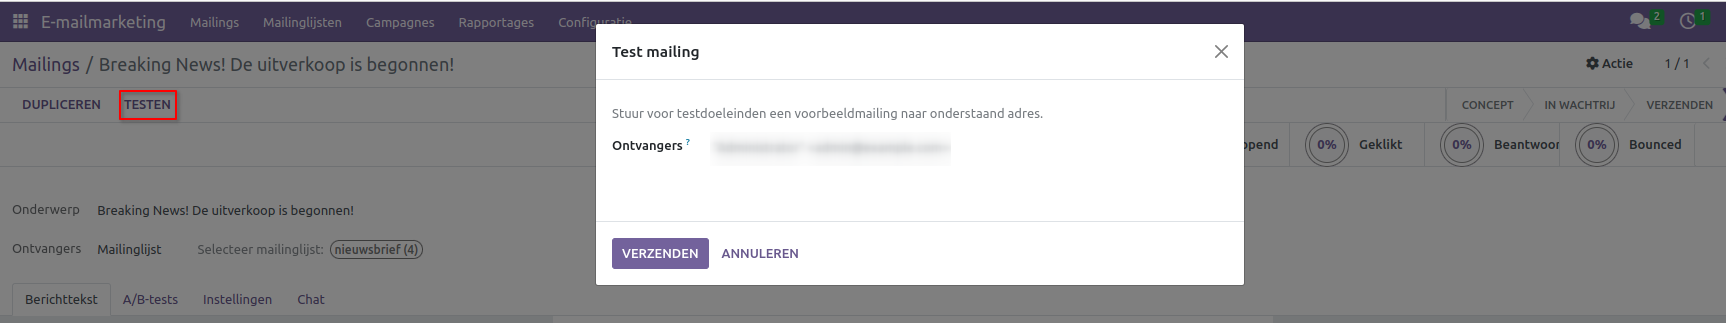 E-mailmarketing Mailings Mailinglijsten Campagnes Rapportages Configuratie 2 1
Test mailing
Mailings / Breaking News! De uitverkoop is begonnen!
Actie 1 / 1
DUPLICEREN TESTEN
CONCEPT IN WACHTRIJ VERZENDEN
Stuur voor testdoeleinden een voorbeeldmailing naar onderstaand adres.
Ontvangers ?
pend 0% Geklikt 0% Beantwoor 0% Bounced
Onderwerp Breaking News! De uitverkoop is begonnen!
Ontvangers Mailinglijst Selecteer mailinglijst: nieuwsbrief (4)
VERZENDEN ANNULEREN
Berichttekst A/B-tests Instellingen Chat